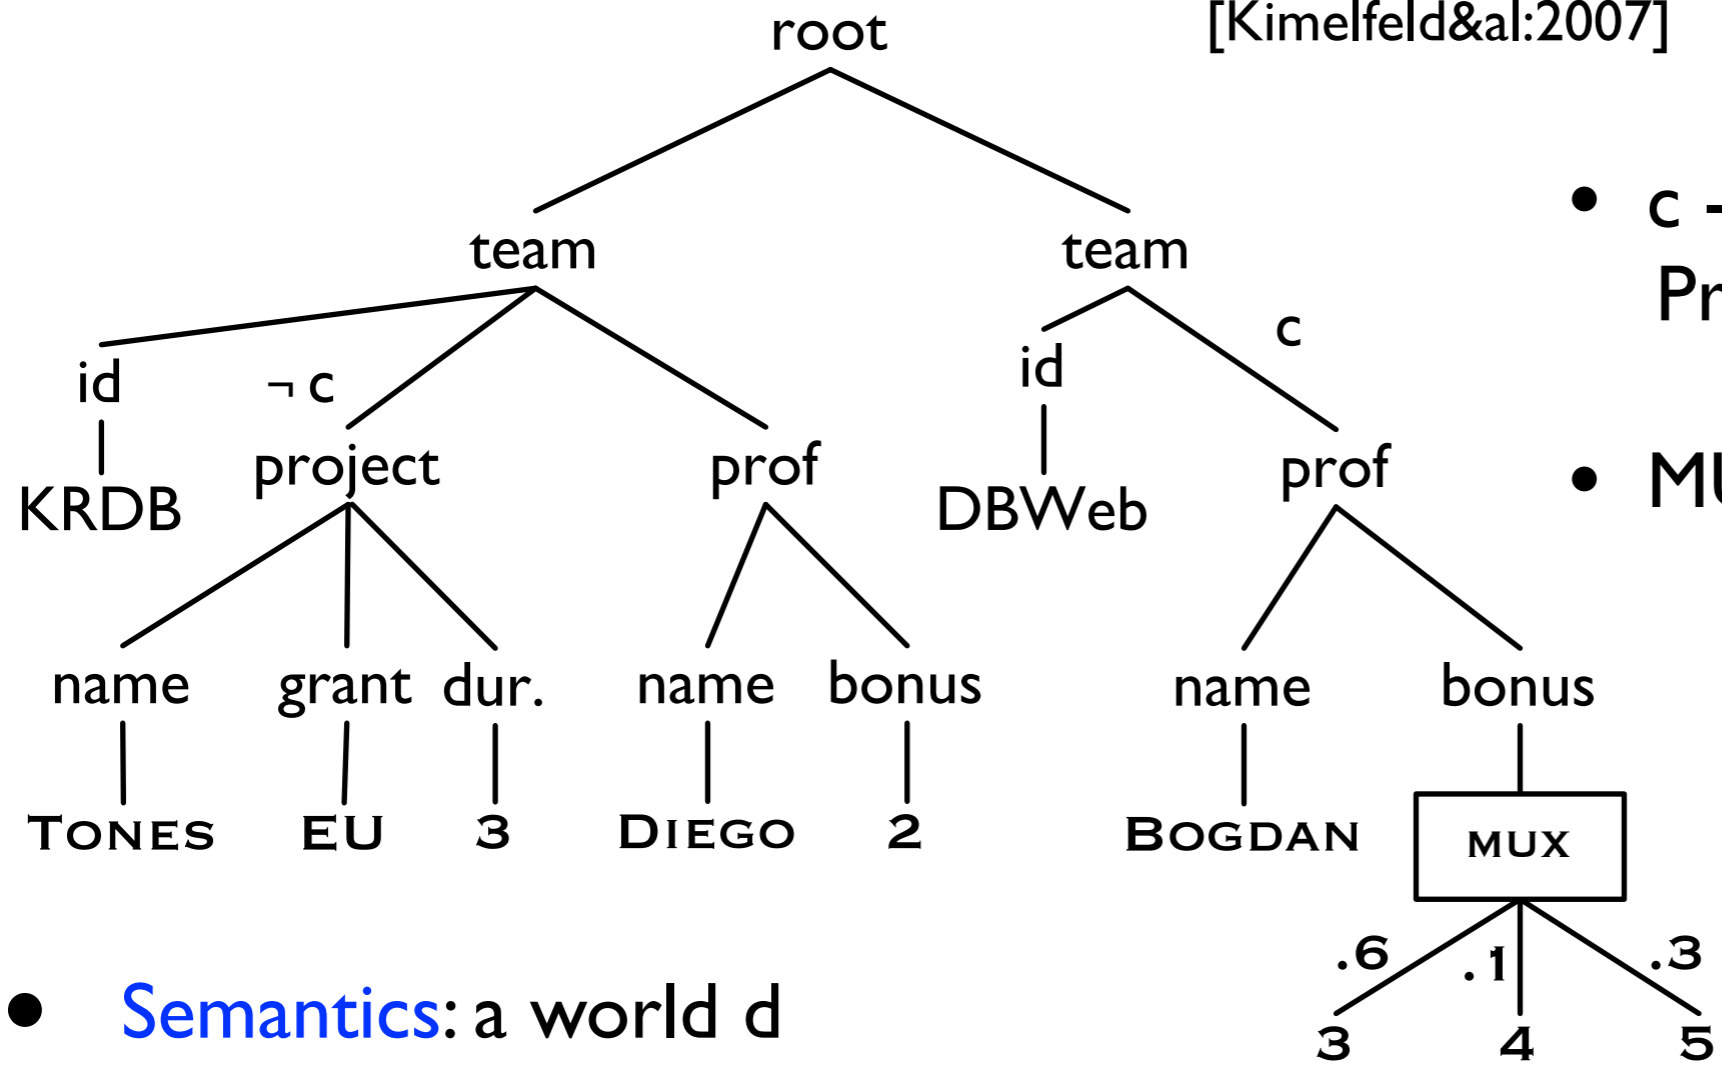 root [Kimelfeld&al:2007]
• c -
Pr
team team
c
id ¬ c id
project prof prof • MU
KRDB DBWeb
name grant dur. name bonus name bonus
TONES EU 3 DIEGO 2 BOGDAN MUX
.6 .1 .3
• Semantics: a world d
3 4 5